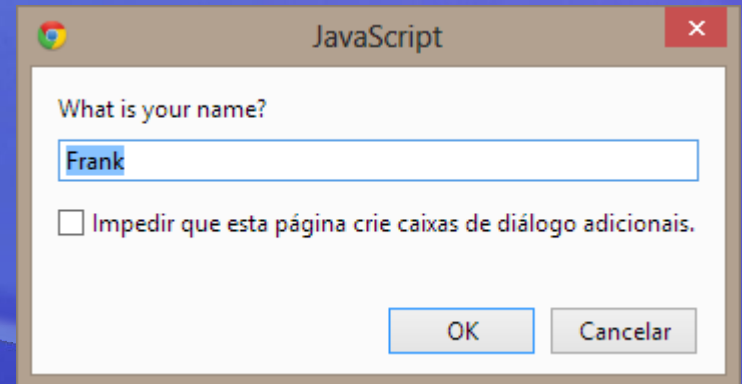 JavaScript
What is your name?
Frank
Impedir que esta página crie caixas de diálogo adicionais.
OK Cancelar